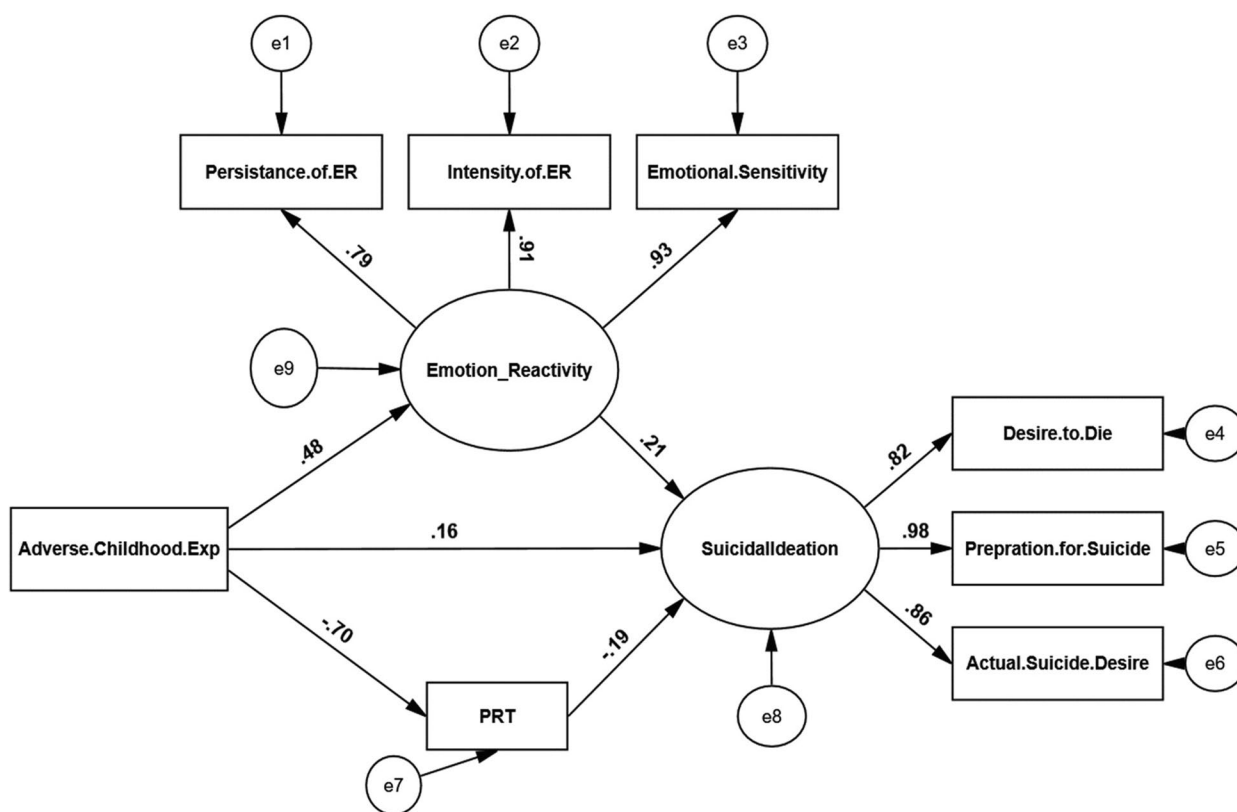 e1
e2
e3
Persistance.of.ER
Intensity.of.ER
Emotional.Sensitivity
.79
.91
.93
e9
Emotion_Reactivity
.48
.21
Desire.to.Die
e4
.82
Adverse.Childhood.Exp
.16
SuicidalIdeation
.98
Prepration.for.Suicide
e5
-.70
-.19
.86
Actual.Suicide.Desire
e6
PRT
e8
e7